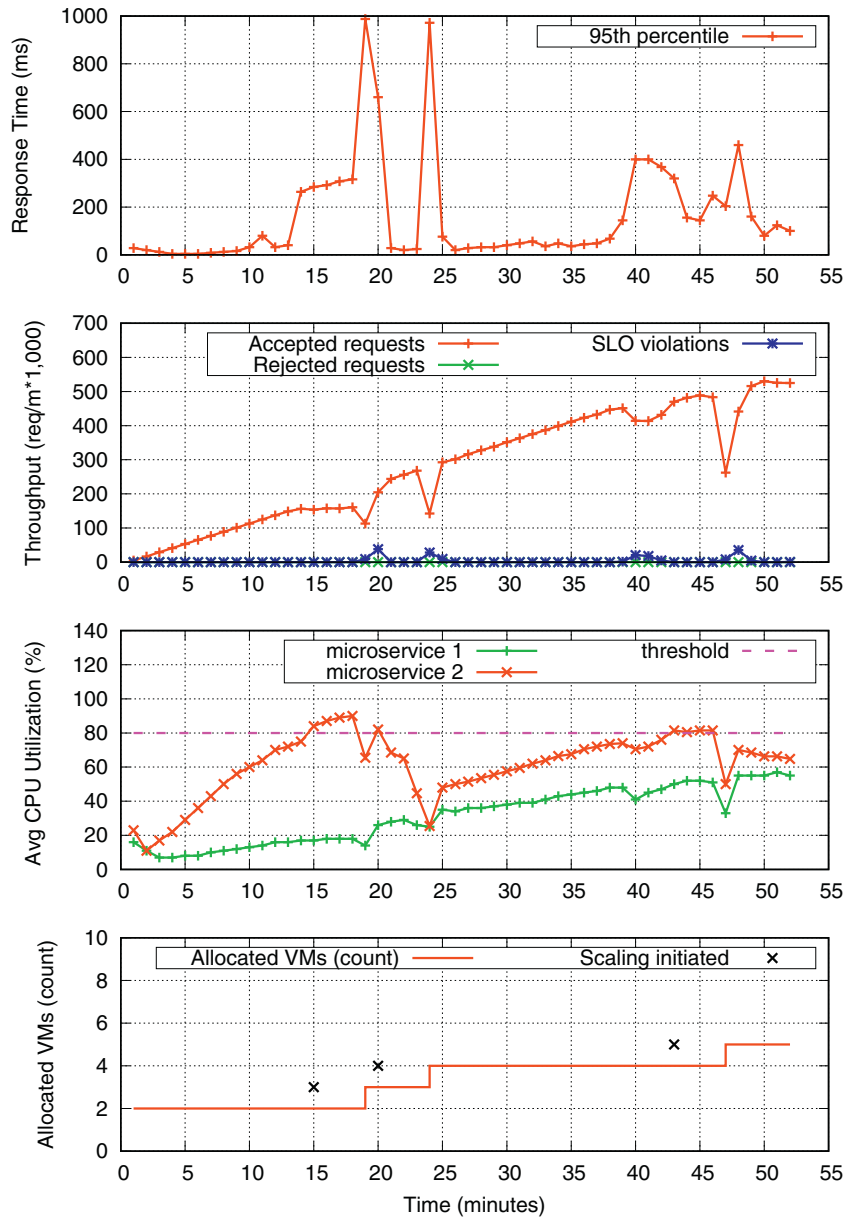 1000
800
600
400
200
0
Response Time (ms)
95th percentile
0 5 10 15 20 25 30 35 40 45 50 55
700
600
500
400
300
200
100
0
Throughput (req/m*1,000)
Accepted requests SLO violations
Rejected requests
0 5 10 15 20 25 30 35 40 45 50 55
140
120
100
80
60
40
20
0
Avg CPU Utilization (%)
microservice 1 threshold
microservice 2
0 5 10 15 20 25 30 35 40 45 50 55
10
8
6
4
2
0
Allocated VMs (count)
Allocated VMs (count) Scaling initiated
0 5 10 15 20 25 30 35 40 45 50 55
Time (minutes)